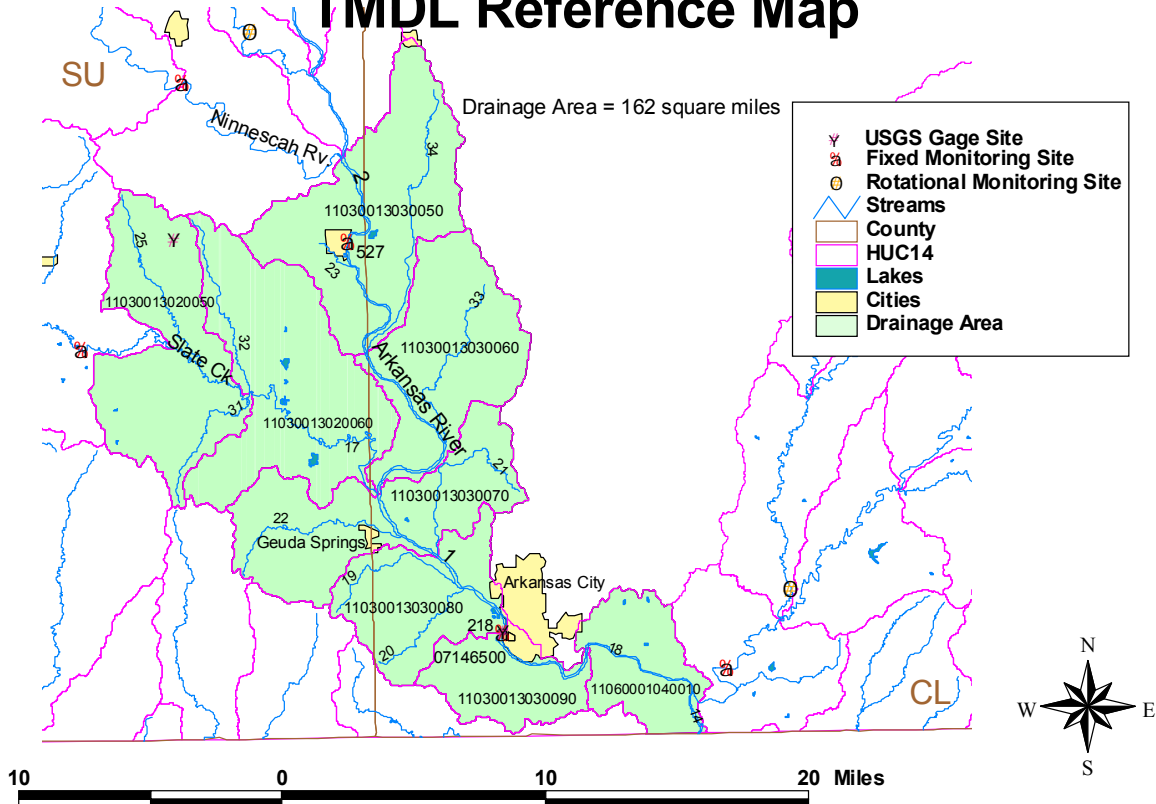 TMDL Reference Map
SU
Ninnescah Rv.
Drainage Area = 162 square miles
USGS Gage Site
Fixed Monitoring Site
Rotational Monitoring Site
Streams
County
HUC14
Lakes
Cities
Drainage Area
34
2
11030013030050
25
527
23
11030013020050
33
32
Slate Ck
11030013030060
Arkansas River
31
11030013020060
17
21
11030013030070
22
Geuda Springs
1
19
Arkansas City
11030013030080
218
20
07146500
18
11030013030090
11060001040010
14
CL
N
W
E
S
10
0
10
20 Miles